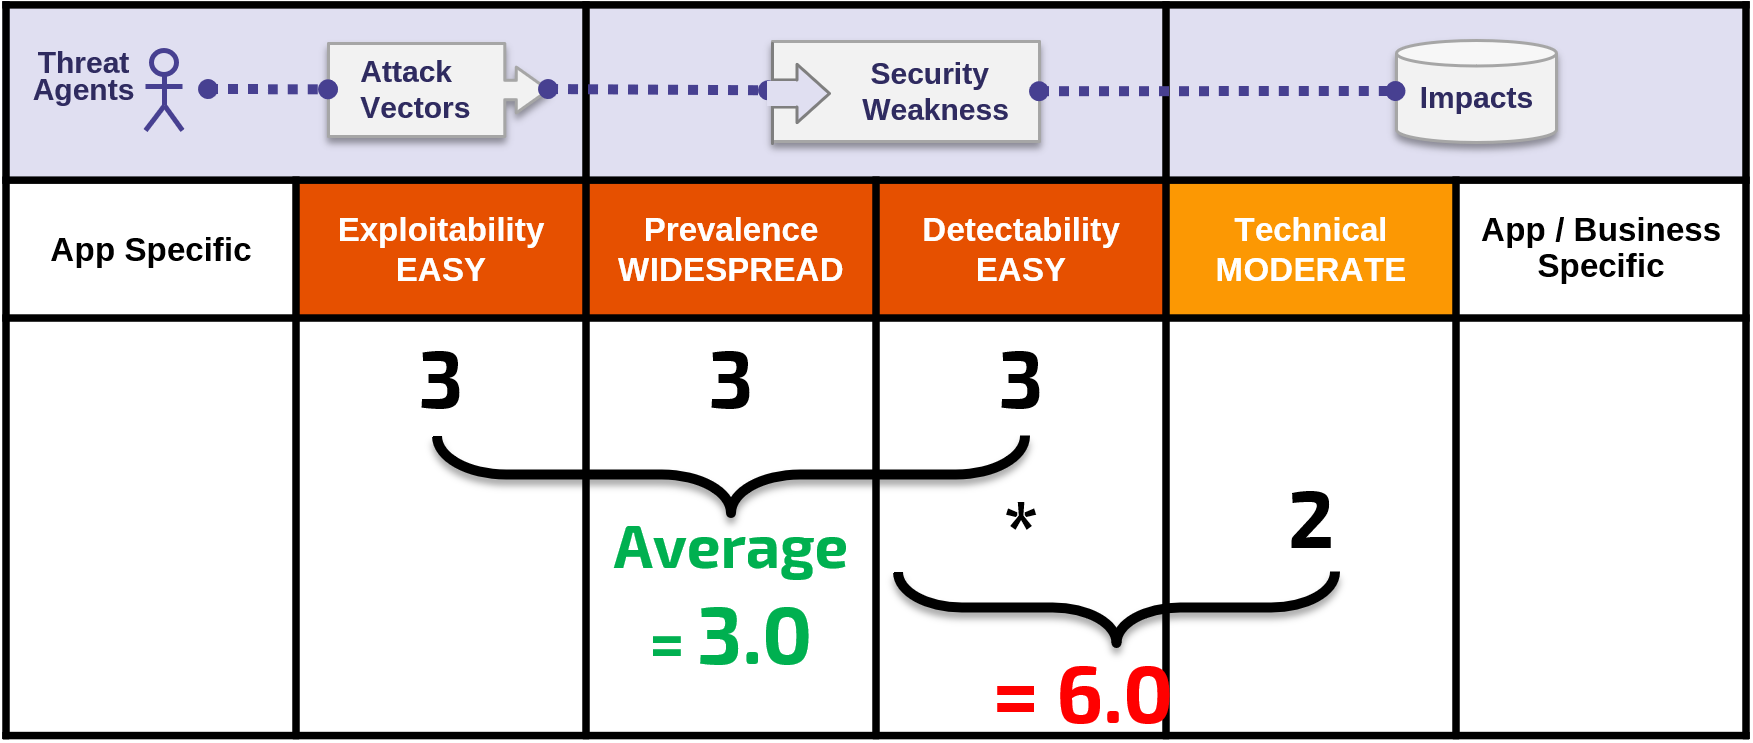 Threat
Agents
Attack
Vectors
Security
Weakness
Impacts
App Specific
Exploitability
EASY
Prevalence
WIDESPREAD
Detectability
EASY
Technical
MODERATE
App / Business
Specific
3
3
3
*
2
Average
= 3.0
= 6.0